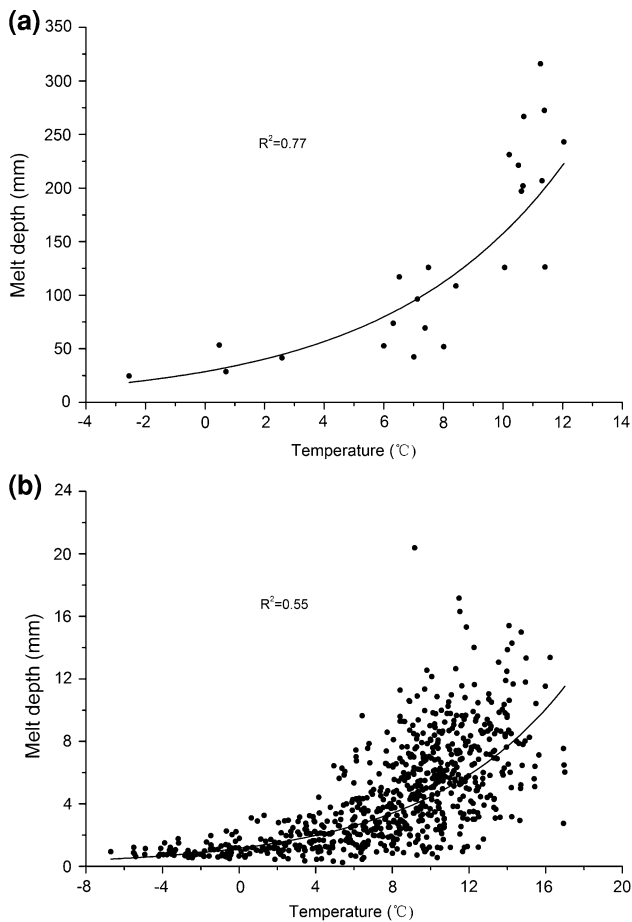 (a)
350
300
250
200
150
100
50
0
Melt depth (mm)
R²=0.77
-4 -2 0 2 4 6 8 10 12 14
Temperature (℃)
(b)
24
20
16
12
8
4
0
Melt depth (mm)
R²=0.55
-8 -4 0 4 8 12 16 20
Temperature (℃)